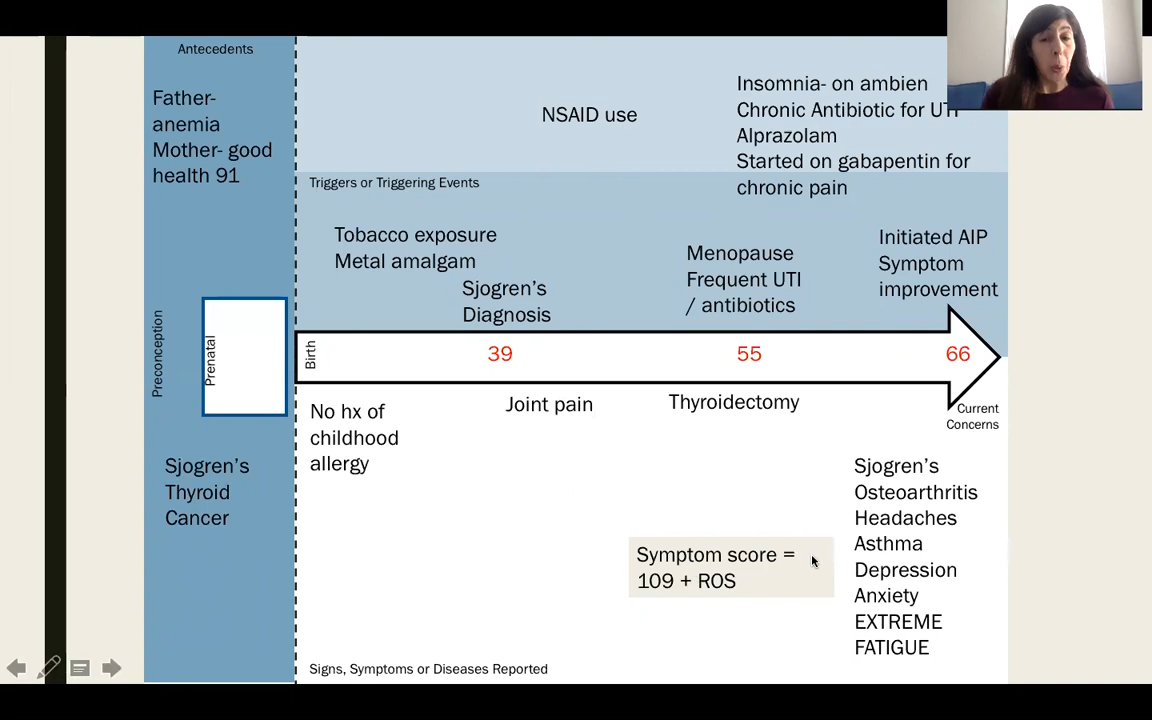 Antecedents
Father-
anemia
Mother- good
health 91
NSAID use
Insomnia- on ambien
Chronic Antibiotic for UTI
Alprazolam
Started on gabapentin for
chronic pain
Triggers or Triggering Events
Tobacco exposure
Metal amalgam
Sjogren's
Diagnosis
Menopause
Frequent UTI
/ antibiotics
Initiated AIP
Symptom
improvement
Preconception
Prenatal
Birth
39
55
66
No hx of
childhood
allergy
Joint pain
Thyroidectomy
Current
Concerns
Sjogren's
Thyroid
Cancer
Symptom score =
109 + ROS
Sjogren's
Osteoarthritis
Headaches
Asthma
Depression
Anxiety
EXTREME
FATIGUE
Signs, Symptoms or Diseases Reported